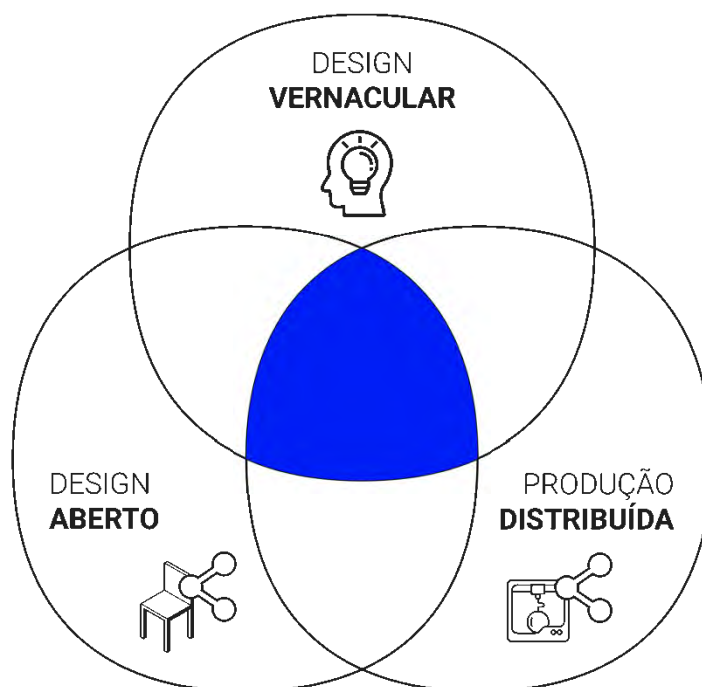 DESIGN
VERNACULAR
DESIGN
ABERTO
PRODUÇÃO
DISTRIBUÍDA